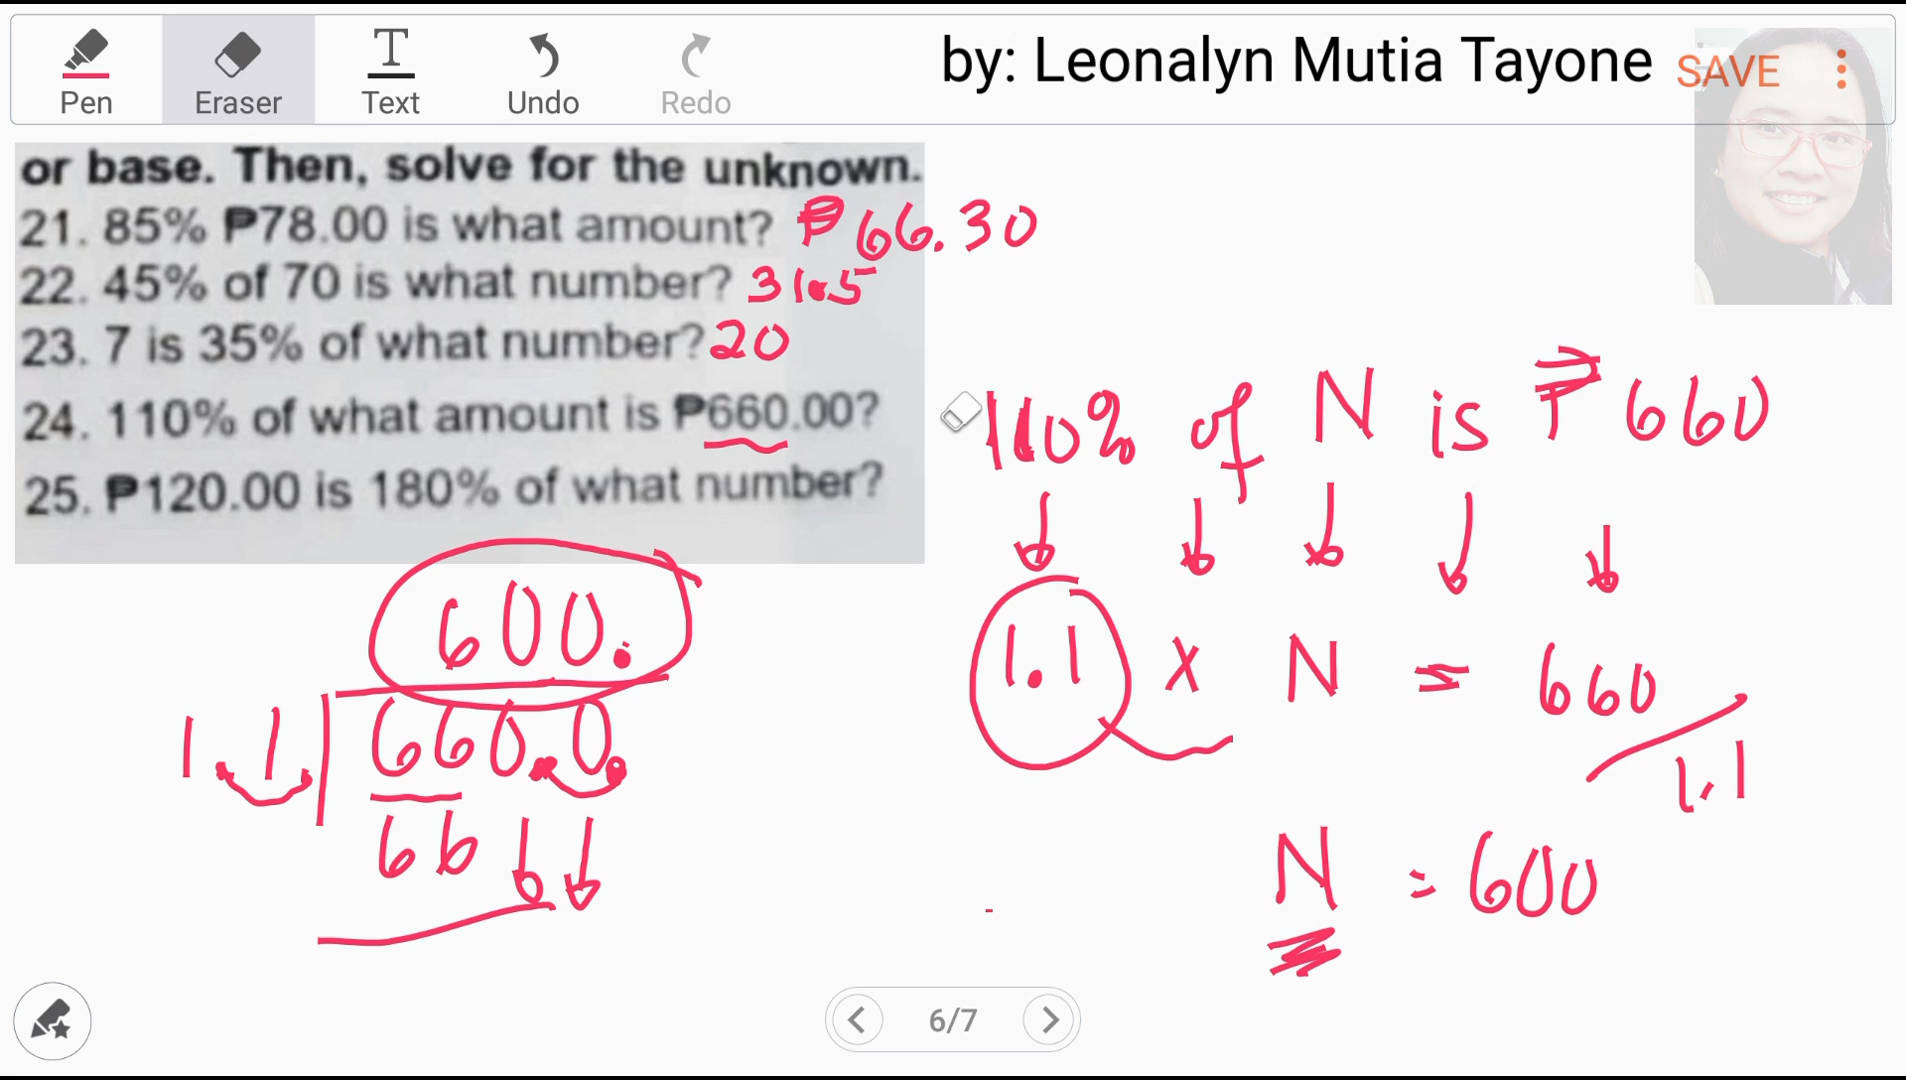 Pen
Eraser
T
Text
Undo
Redo
by: Leonalyn Mutia Tayone
SAVE
or base. Then, solve for the unknown.
21. 85% ₱78.00 is what amount? ₱66.30
22. 45% of 70 is what number? 31.5
23. 7 is 35% of what number? 20
24. 110% of what amount is ₱660.00?
25. ₱120.00 is 180% of what number?
110% of N is ₱660
1.1 x N = 660
1.1
N = 600
600.
1.1. 660.0.
66
6/7